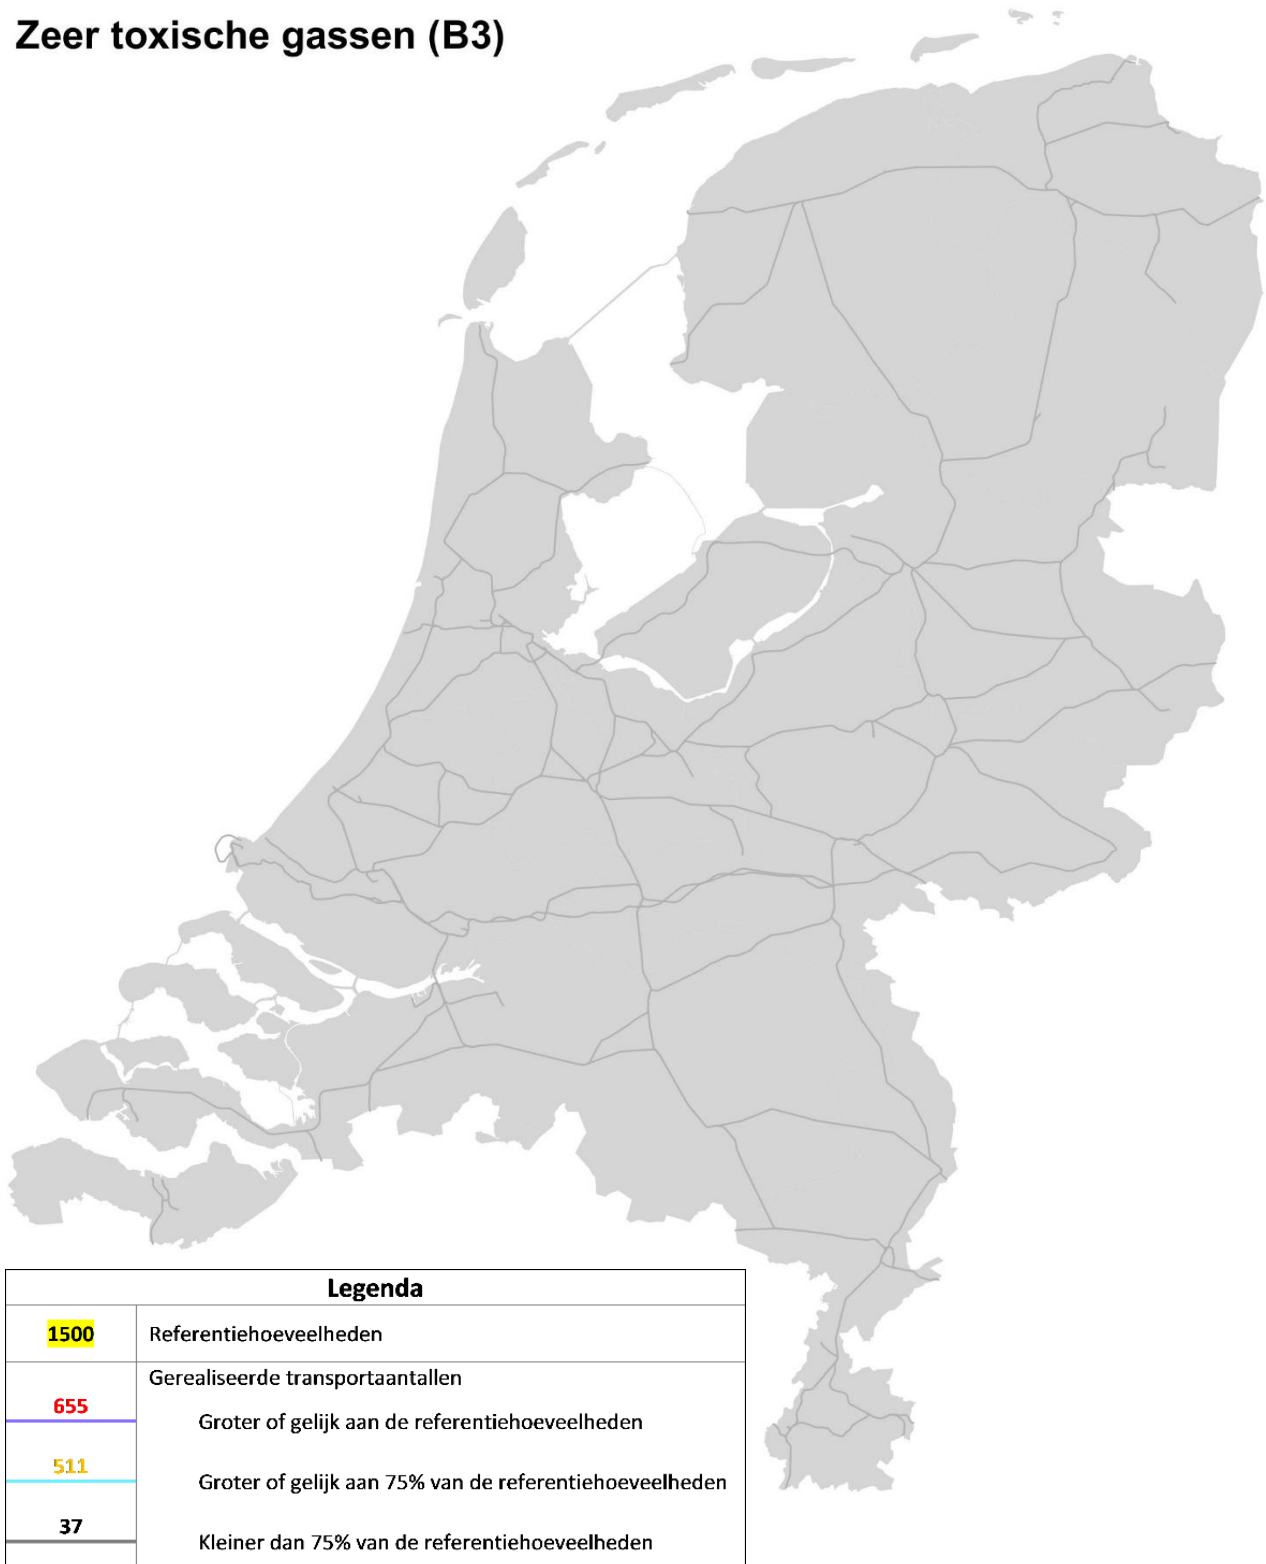 Zeer toxische gassen (B3)
Legenda
1500 Referentiehoeveelheden
Gerealiseerde transportaantallen
655
Groter of gelijk aan de referentiehoeveelheden
511
Groter of gelijk aan 75% van de referentiehoeveelheden
37
Kleiner dan 75% van de referentiehoeveelheden